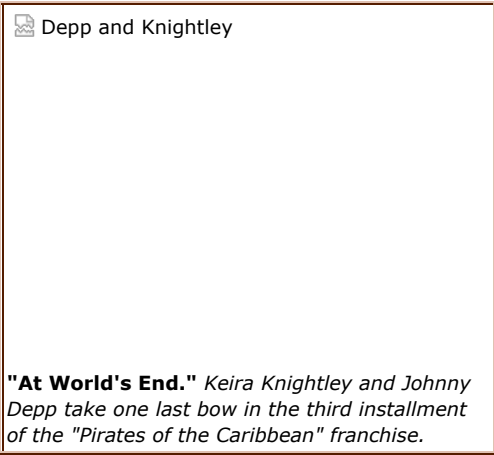 Depp and Knightley
"At World's End." Keira Knightley and Johnny
Depp take one last bow in the third installment
of the "Pirates of the Caribbean" franchise.